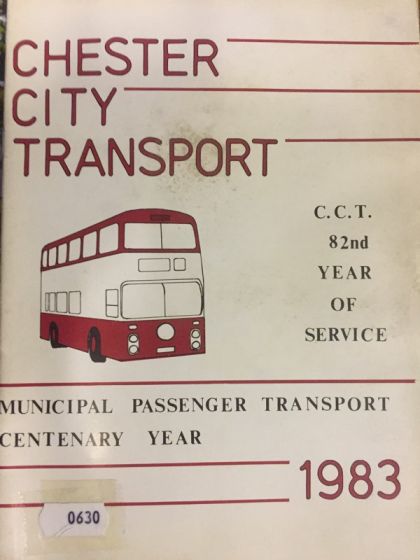 CHESTER
CITY
TRANSPORT
C.C.T.
82nd
YEAR
OF
SERVICE
MUNICIPAL PASSENGER TRANSPORT
CENTENARY YEAR
1983
0630